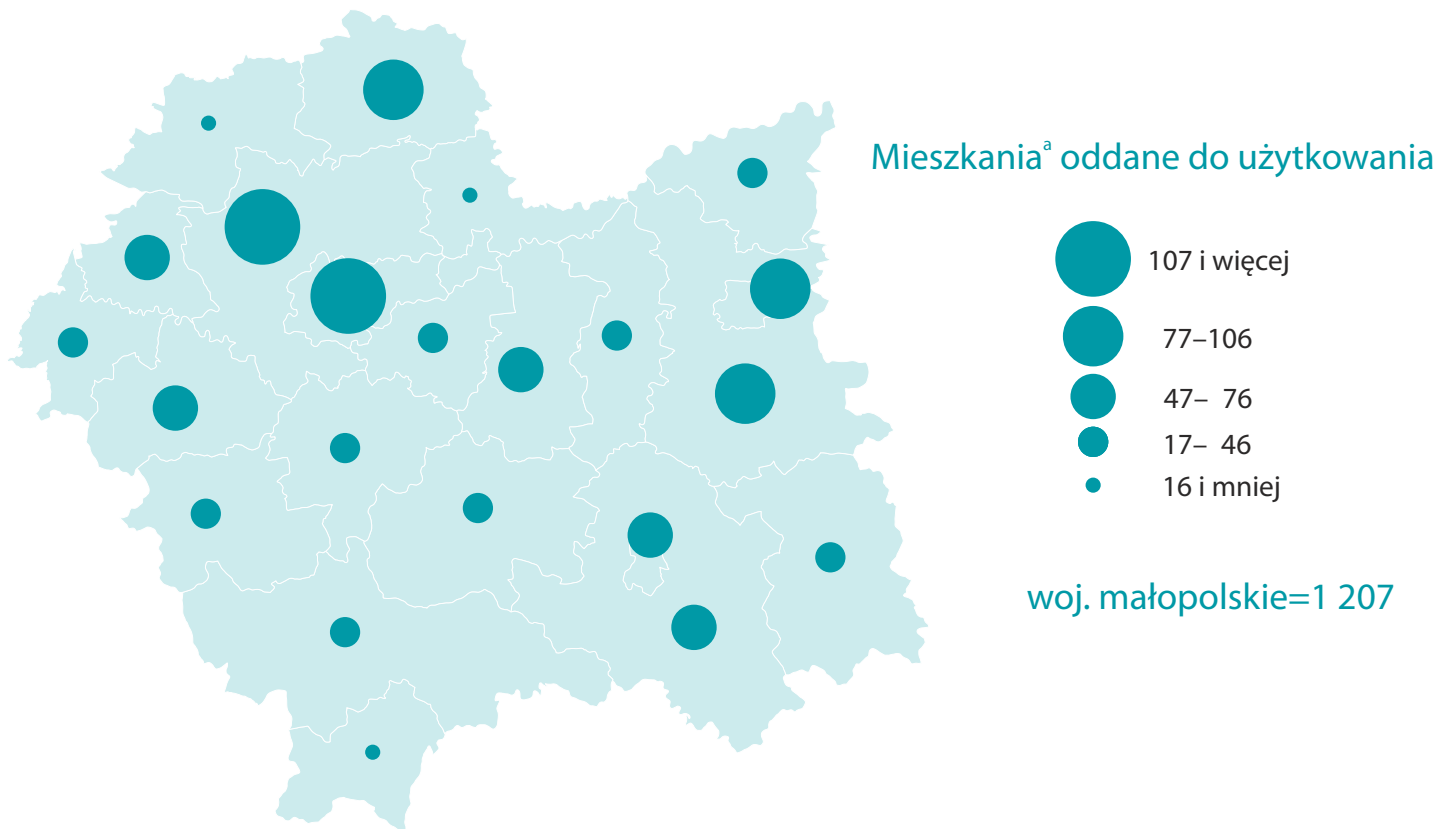 Mieszkaniaᵃ oddane do użytkowania
107 i więcej
77–106
47– 76
17– 46
16 i mniej
woj. małopolskie=1 207